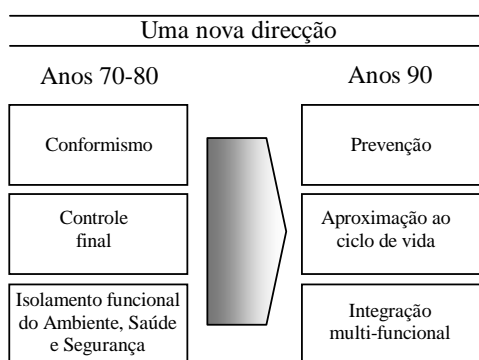 Uma nova direcção
Anos 70-80
Anos 90
Conformismo
Prevenção
Controle
final
Aproximação ao
ciclo de vida
Isolamento funcional
do Ambiente, Saúde
e Segurança
Integração
multi-funcional